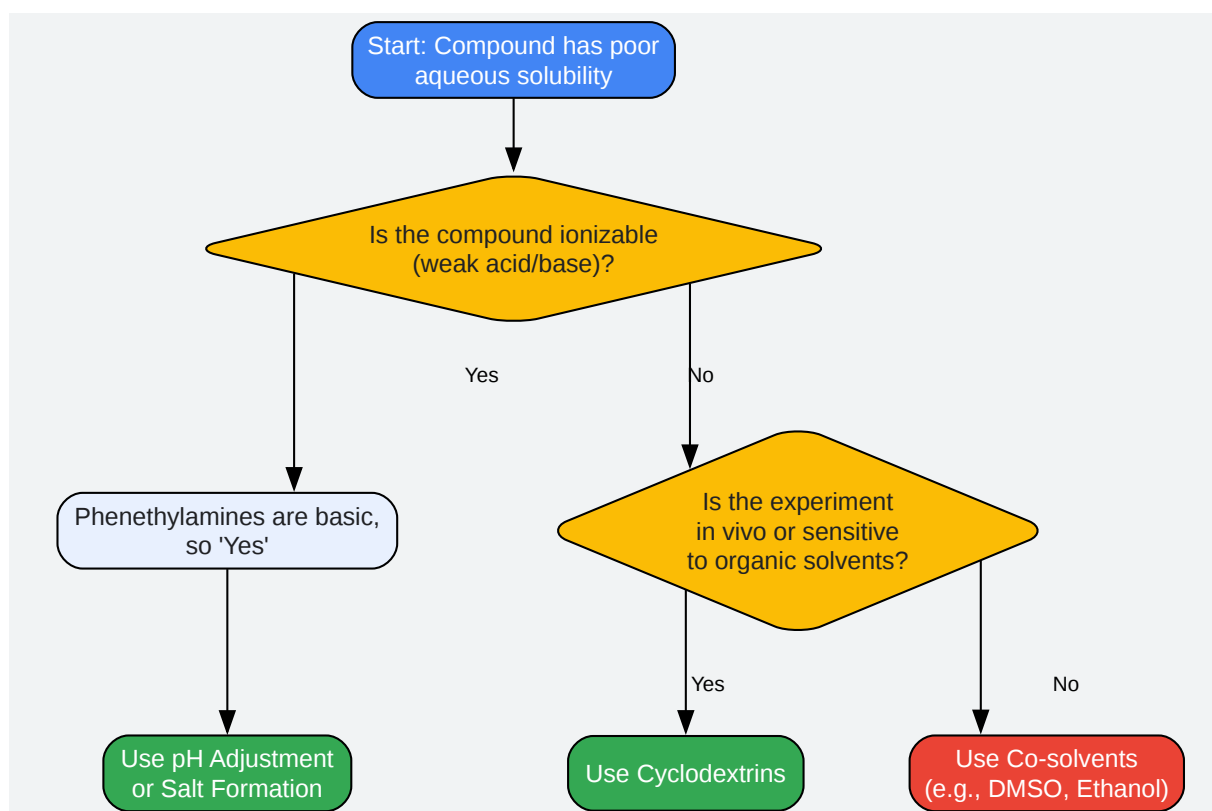 Start: Compound has poor
aqueous solubility
Is the compound ionizable
(weak acid/base)?
Yes
No
Phenethylamines are basic,
so 'Yes'
Is the experiment
in vivo or sensitive
to organic solvents?
Yes
No
Use pH Adjustment
or Salt Formation
Use Cyclodextrins
Use Co-solvents
(e.g., DMSO, Ethanol)